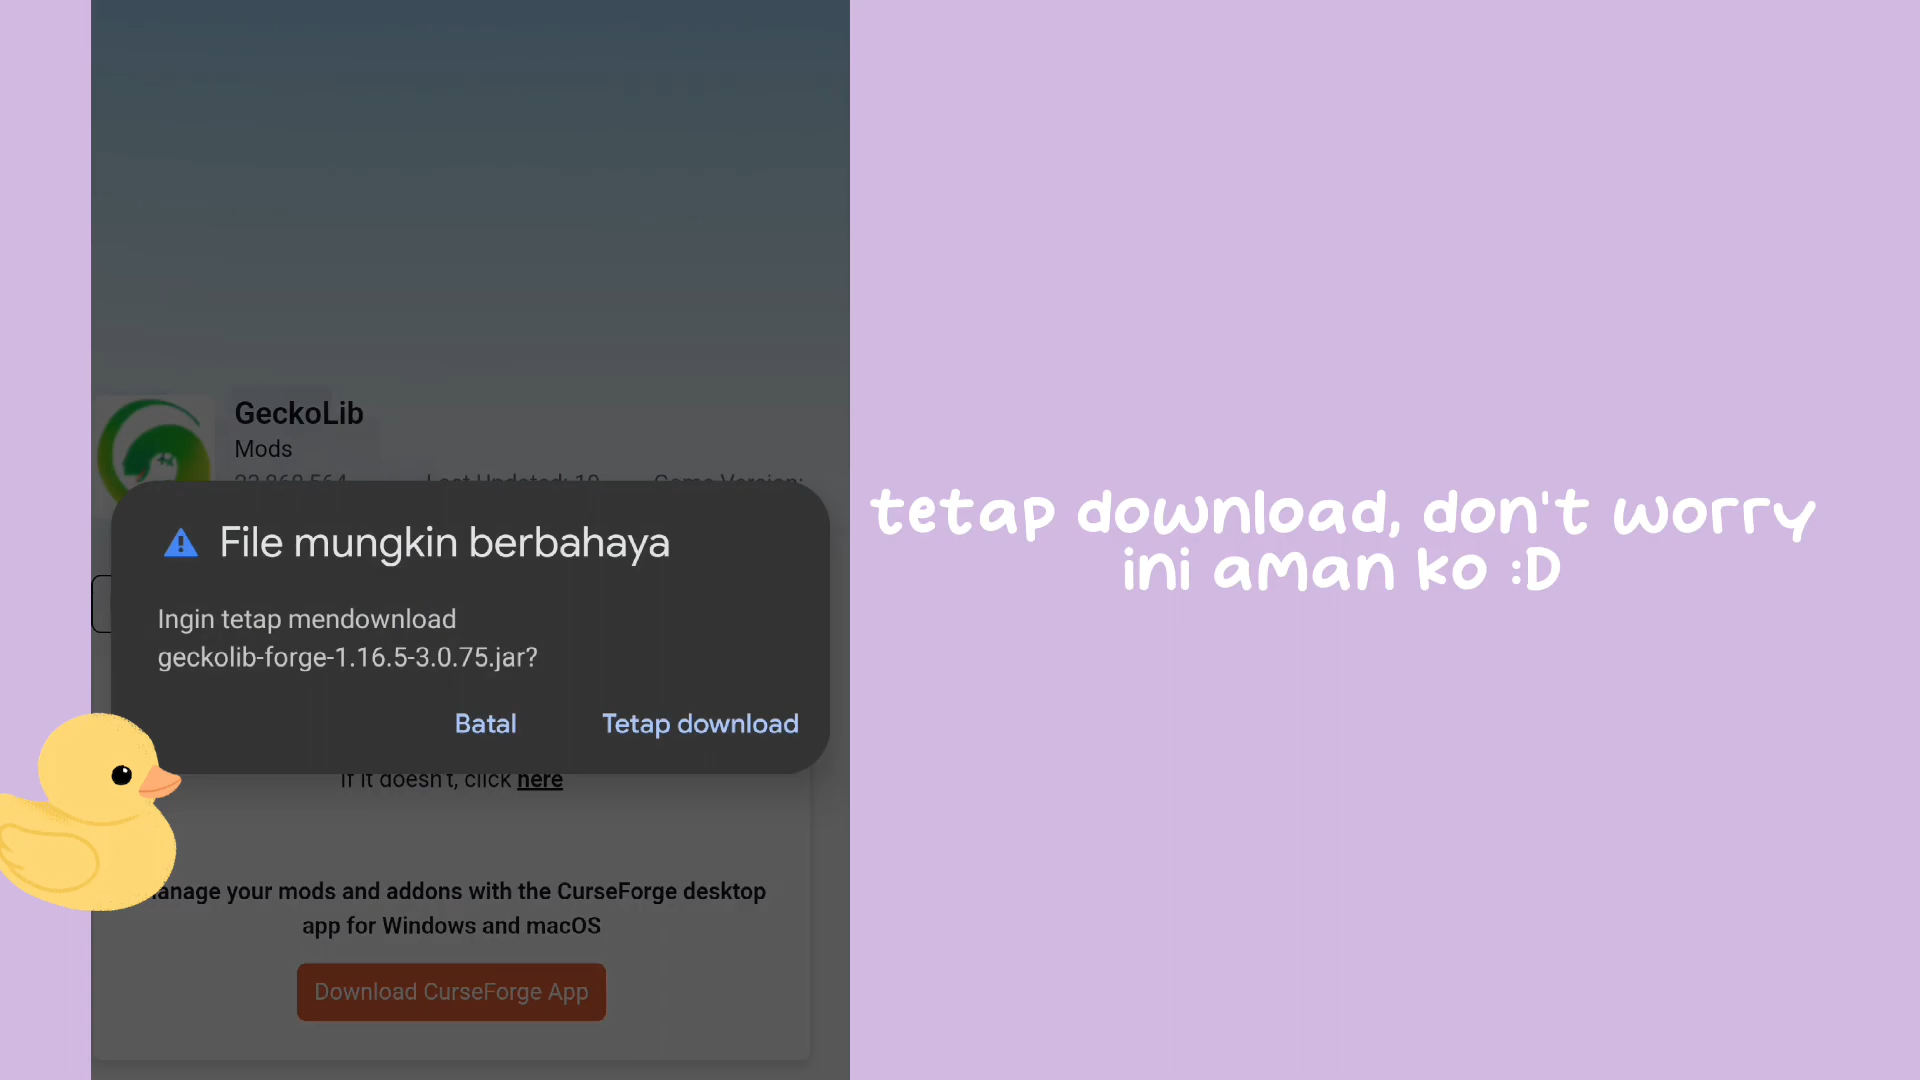 GeckoLib
Mods
File mungkin berbahaya
Ingin tetap mendownload
geckolib-forge-1.16.5-3.0.75.jar?
Batal Tetap download
If it doesn't, click here
anage your mods and addons with the CurseForge desktop
app for Windows and macOS
Download CurseForge App
tetap download, don't worry
ini aman ko :D